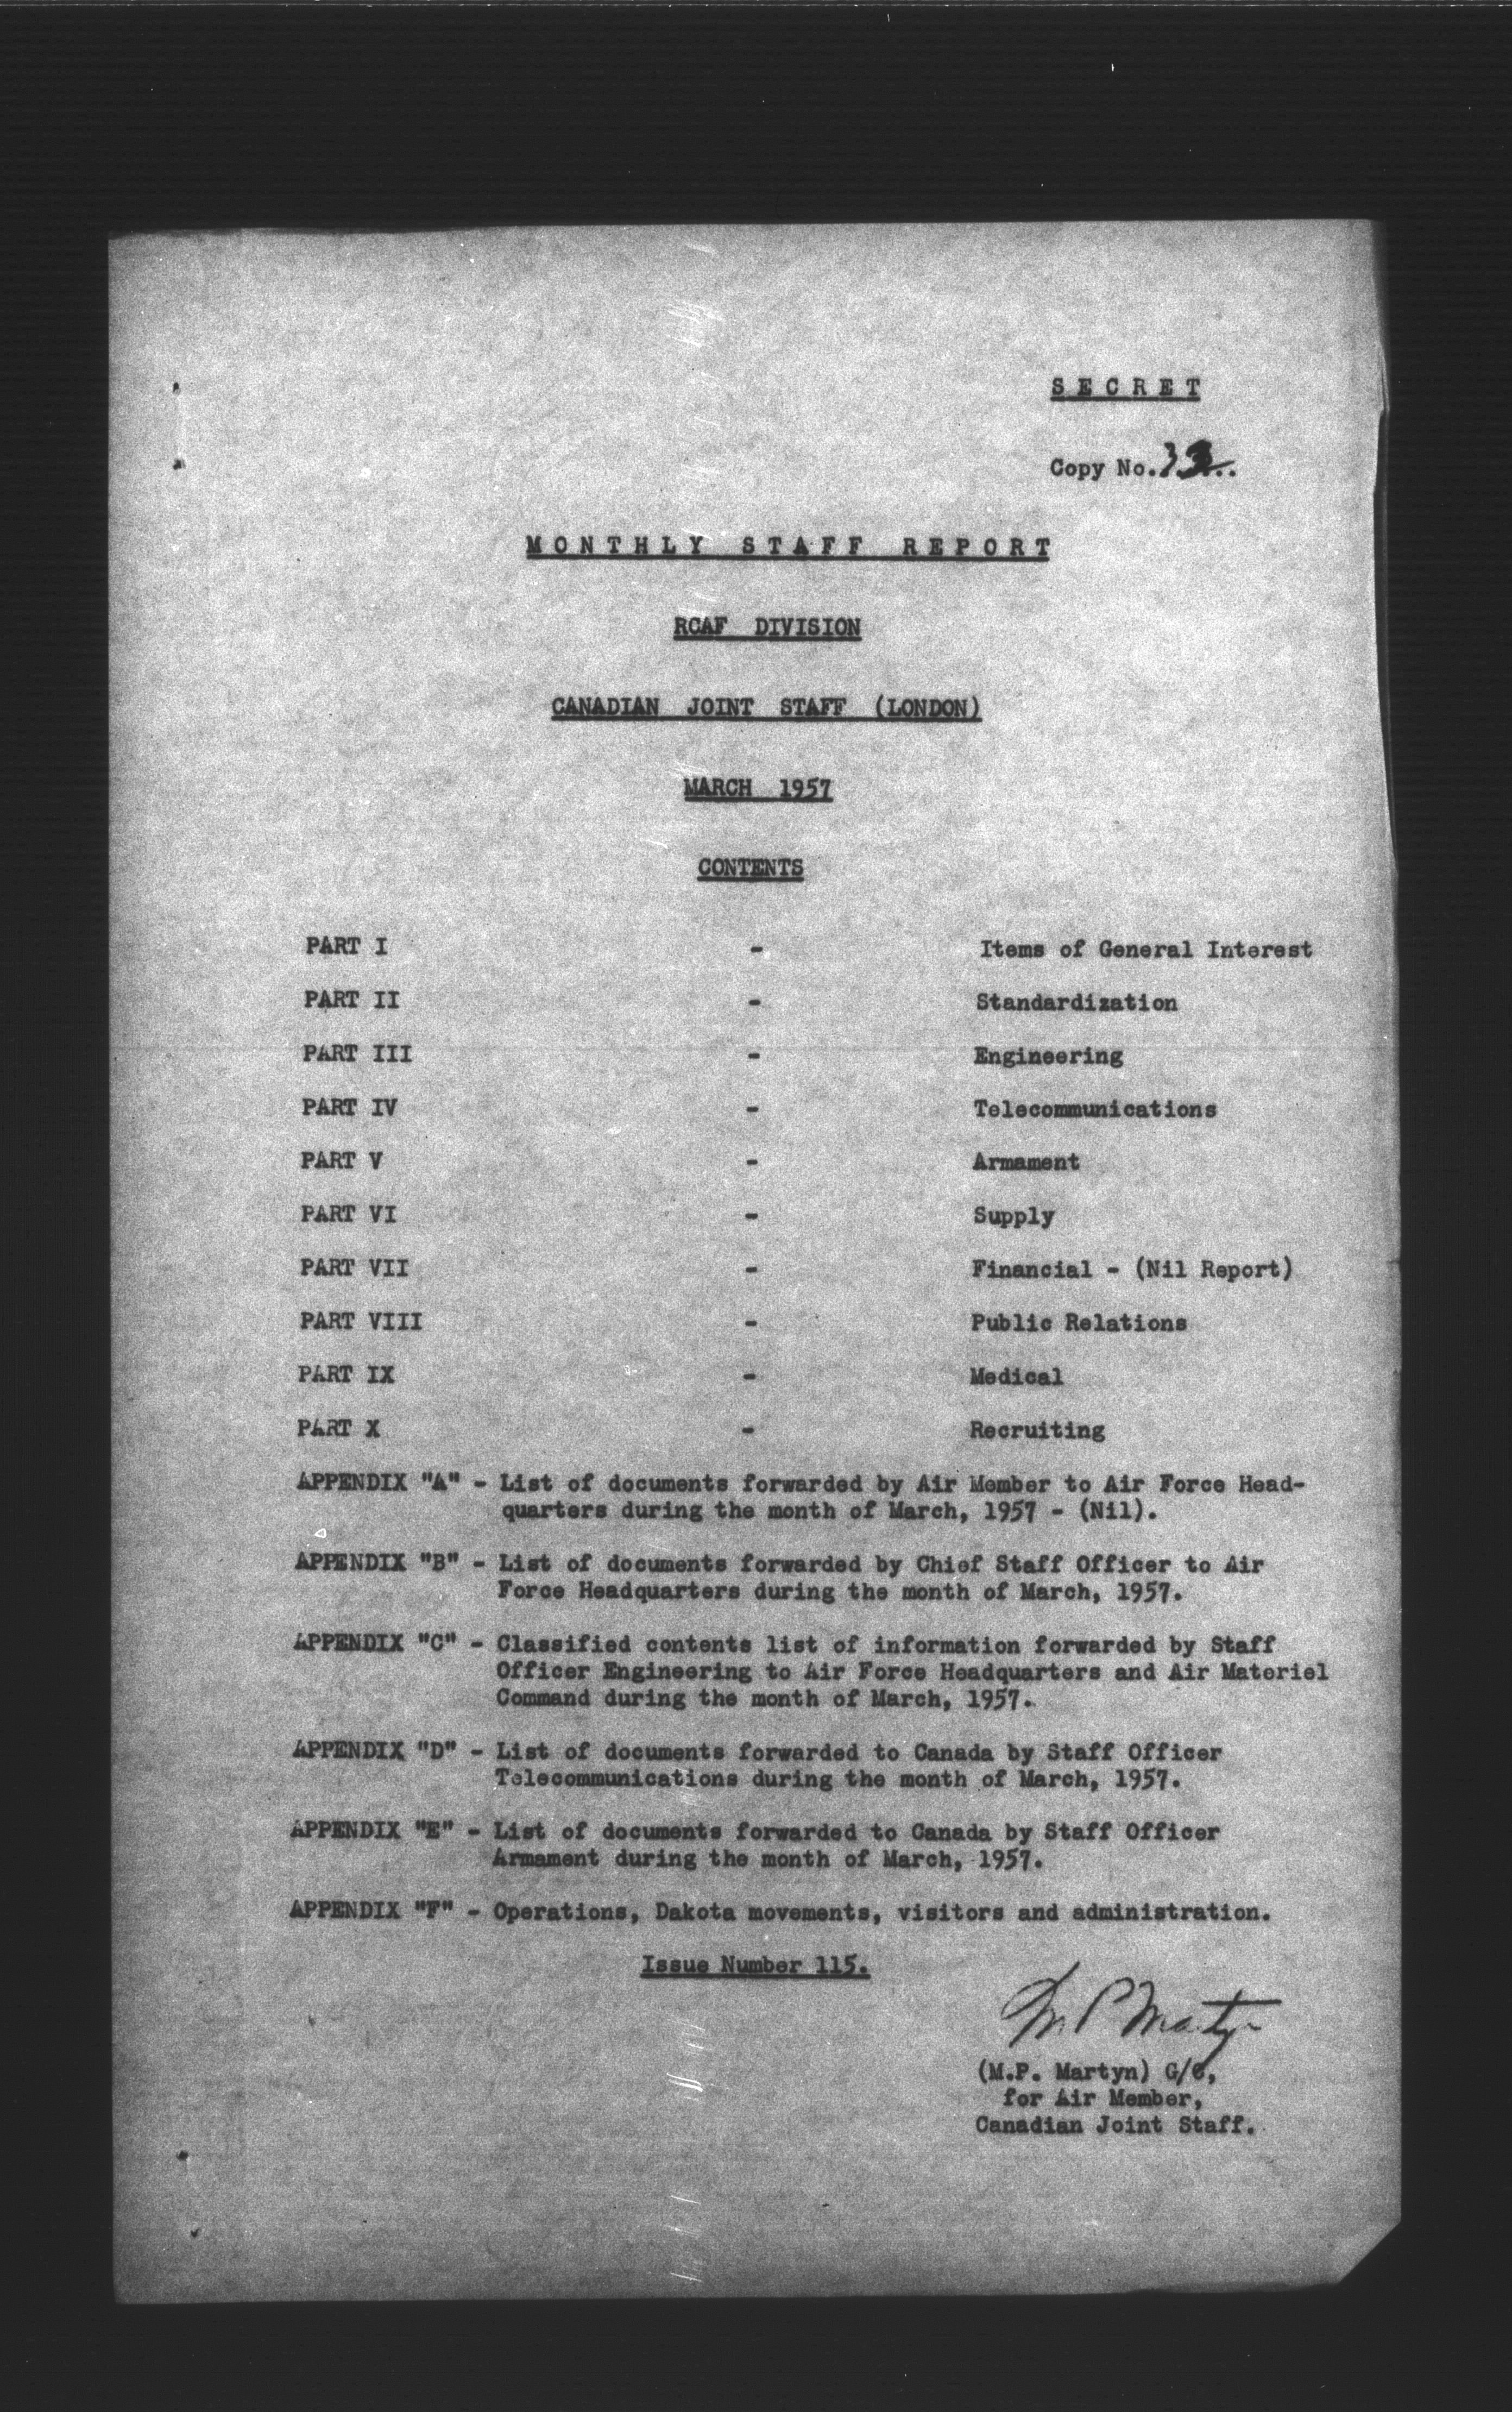 SECRET
Copy No.
MONTHLY STAFF REPORT
RCAF DIVISION
CANADIAN JOINT STAFF (LONDON)
MARCH 1957
CONTENTS
PART I - Items of General Interest
PART II - Standardization
PART III - Engineering
PART IV - Telecommunications
PART V - Armament
PART VI - Supply
PART VII - Financial - (Nil Report)
PART VIII - Public Relations
PART IX - Medical
PART X - Recruiting
APPENDIX "A" - List of documents forwarded by Air Member to Air Force Head-
quarters during the month of March, 1957 - (Nil).
APPENDIX "B" - List of documents forwarded by Chief Staff Officer to Air
Force Headquarters during the month of March, 1957.
APPENDIX "C" - Classified contents list of information forwarded by Staff
Officer Engineering to Air Force Headquarters and Air Materiel
Command during the month of March, 1957.
APPENDIX "D" - List of documents forwarded to Canada by Staff Officer
Telecommunications during the month of March, 1957.
APPENDIX "E" - List of documents forwarded to Canada by Staff Officer
Armament during the month of March, 1957.
APPENDIX "F" - Operations, Dakota movements, visitors and administration.
Issue Number 115.
M P Martyn
(M.P. Martyn) G/C,
for Air Member,
Canadian Joint Staff.